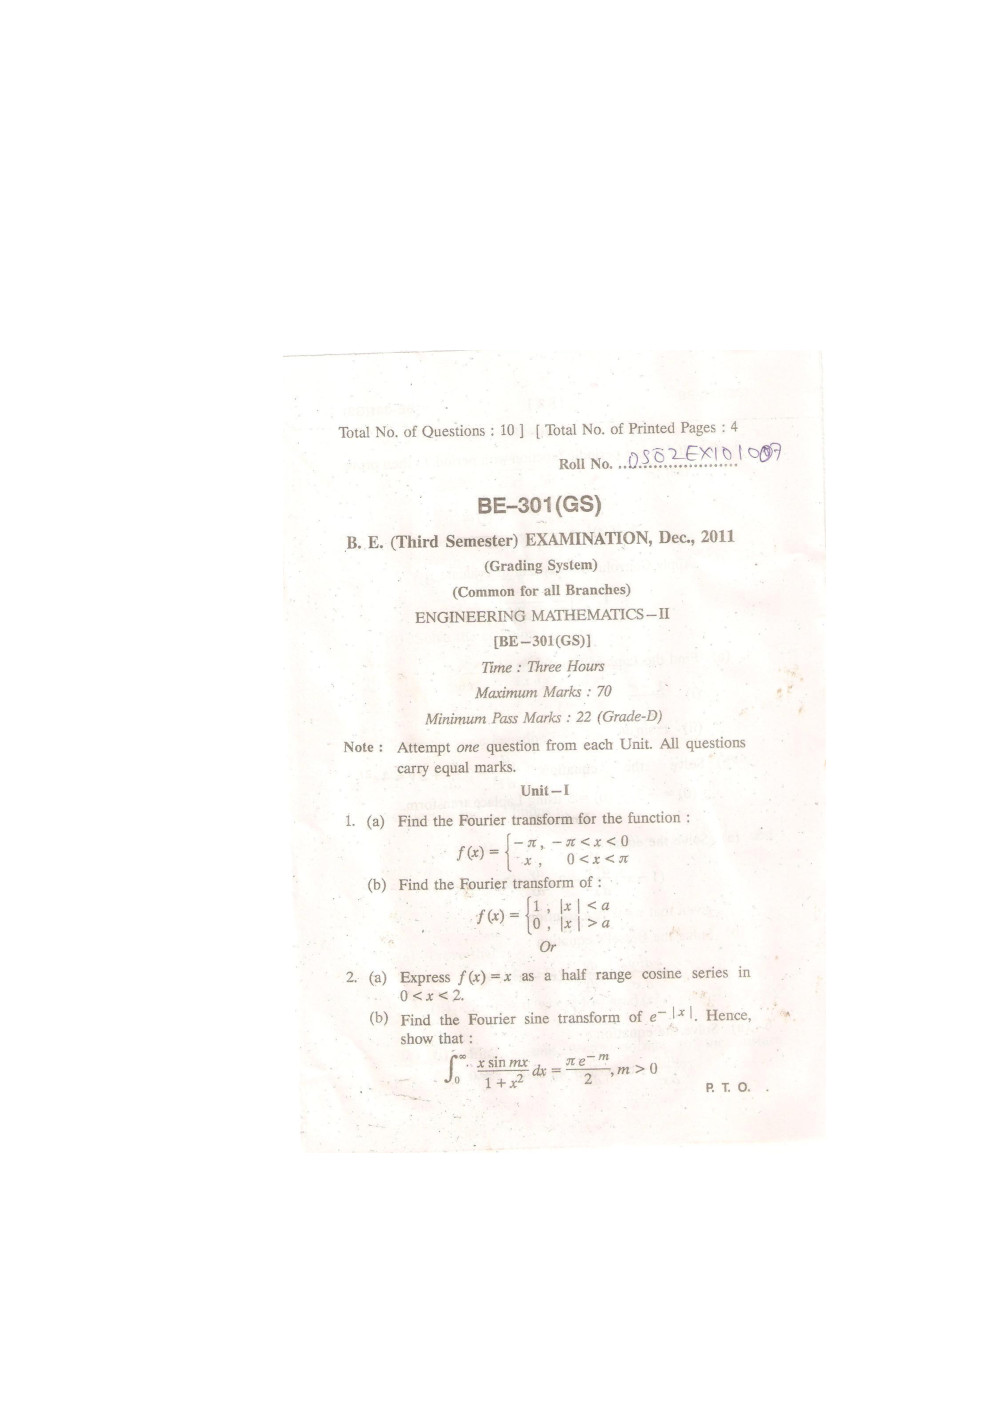 Total No. of Questions : 10 ] [ Total No. of Printed Pages : 4
Roll No. ..0502EX101007
BE–301(GS)
B. E. (Third Semester) EXAMINATION, Dec., 2011
(Grading System)
(Common for all Branches)
ENGINEERING MATHEMATICS–II
[BE–301(GS)]
Time : Three Hours
Maximum Marks : 70
Minimum Pass Marks : 22 (Grade-D)
Note : Attempt one question from each Unit. All questions
carry equal marks.
Unit–I
1. (a) Find the Fourier transform for the function :
f(x) = { – π , – π < x < 0
x , 0 < x < π
(b) Find the Fourier transform of :
f(x) = { 1 , |x| < a
0 , |x| > a
Or
2. (a) Express f(x) = x as a half range cosine series in
0 < x < 2.
(b) Find the Fourier sine transform of e^{– |x|}. Hence,
show that :
∫₀^∞ (x sin mx)/(1 + x²) dx = (π e^{– m})/2 , m > 0
P. T. O.